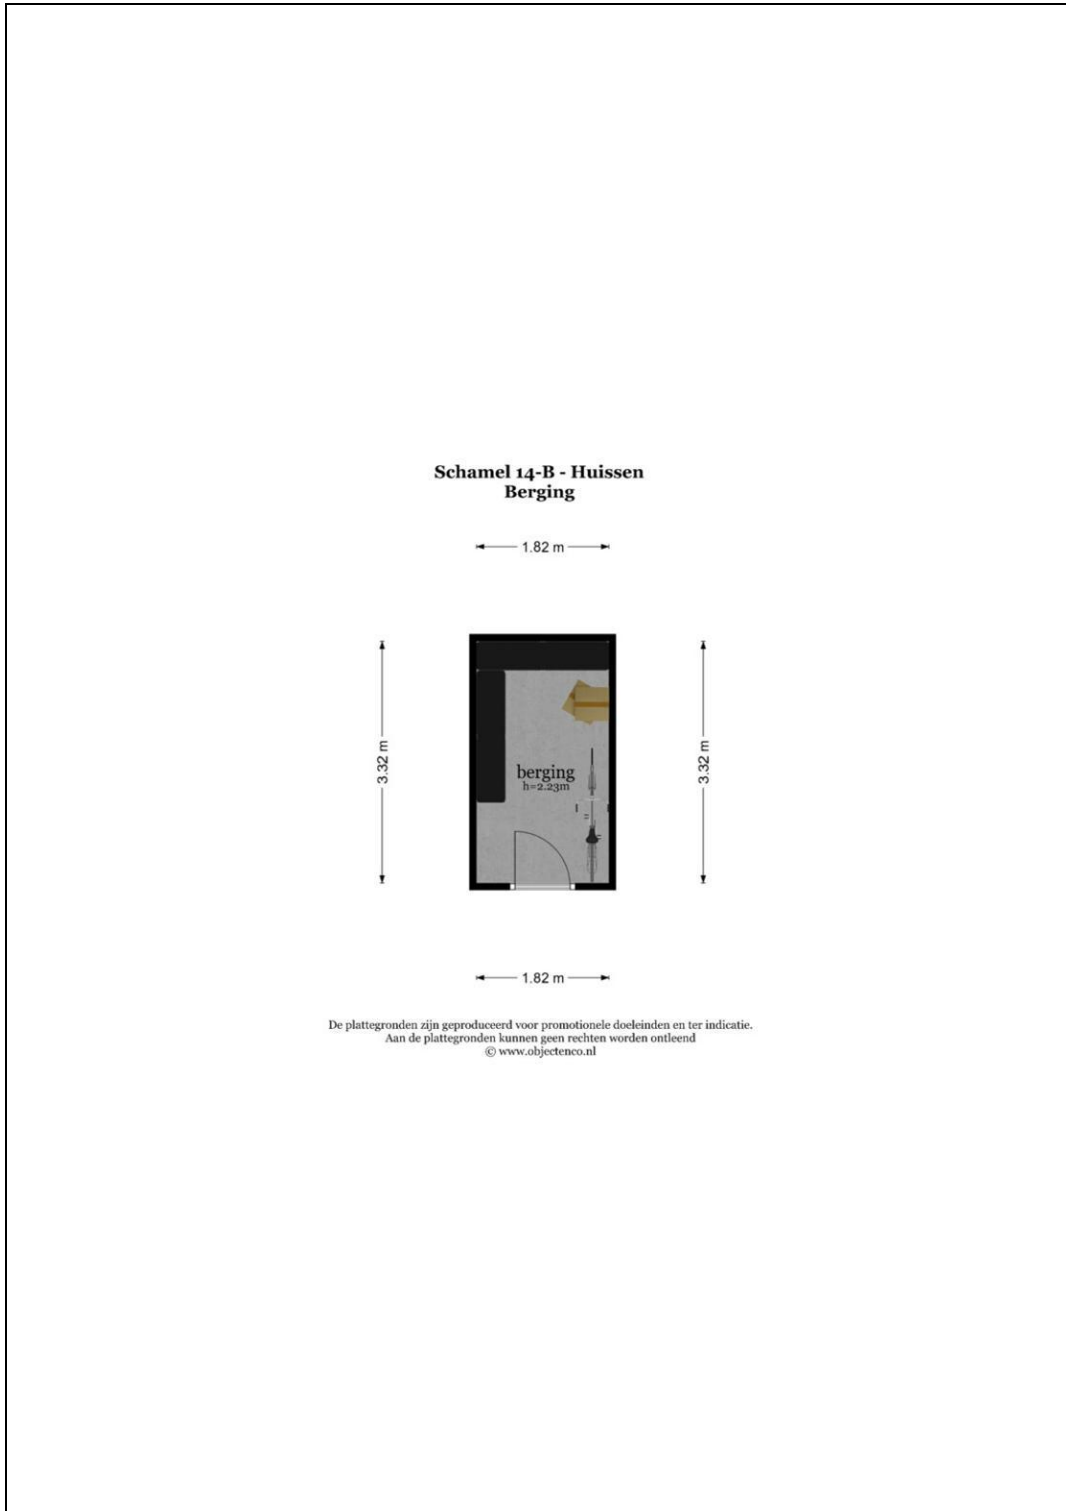 Schamel 14-B - Huissen
Berging
1.82 m
3.32 m
3.32 m
berging
h=2.23m
1.82 m
De plattegronden zijn geproduceerd voor promotionele doeleinden en ter indicatie.
Aan de plattegronden kunnen geen rechten worden ontleend
© www.objectenco.nl